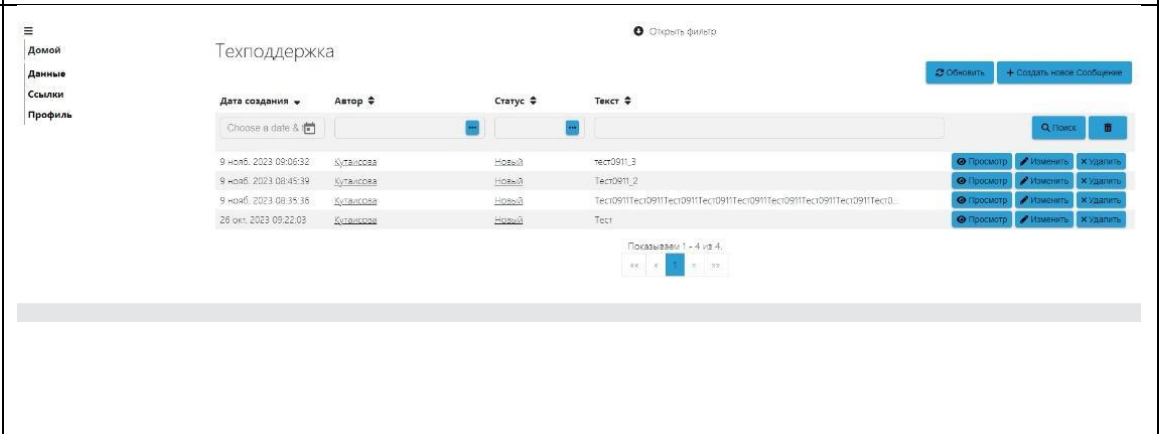 Открыть фильтр
Домой
Техподдержка
Данные
Обновить + Создать новое Сообщение
Ссылки
Дата создания Автор Статус Текст
Профиль
Choose a date & Поиск
9 нояб. 2023 09:06:32 Кутаисова Новый тест0911_3 Просмотр Изменить × Удалить
9 нояб. 2023 08:45:39 Кутаисова Новый Тест0911_2 Просмотр Изменить × Удалить
9 нояб. 2023 08:35:36 Кутаисова Новый Тест0911Тест0911Тест0911Тест0911Тест0911Тест0911Тест0911Тест0911Тест0... Просмотр Изменить × Удалить
26 окт. 2023 09:22:03 Кутаисова Новый Тест Просмотр Изменить × Удалить
Показываем 1 - 4 из 4.
«« « 1 » »»